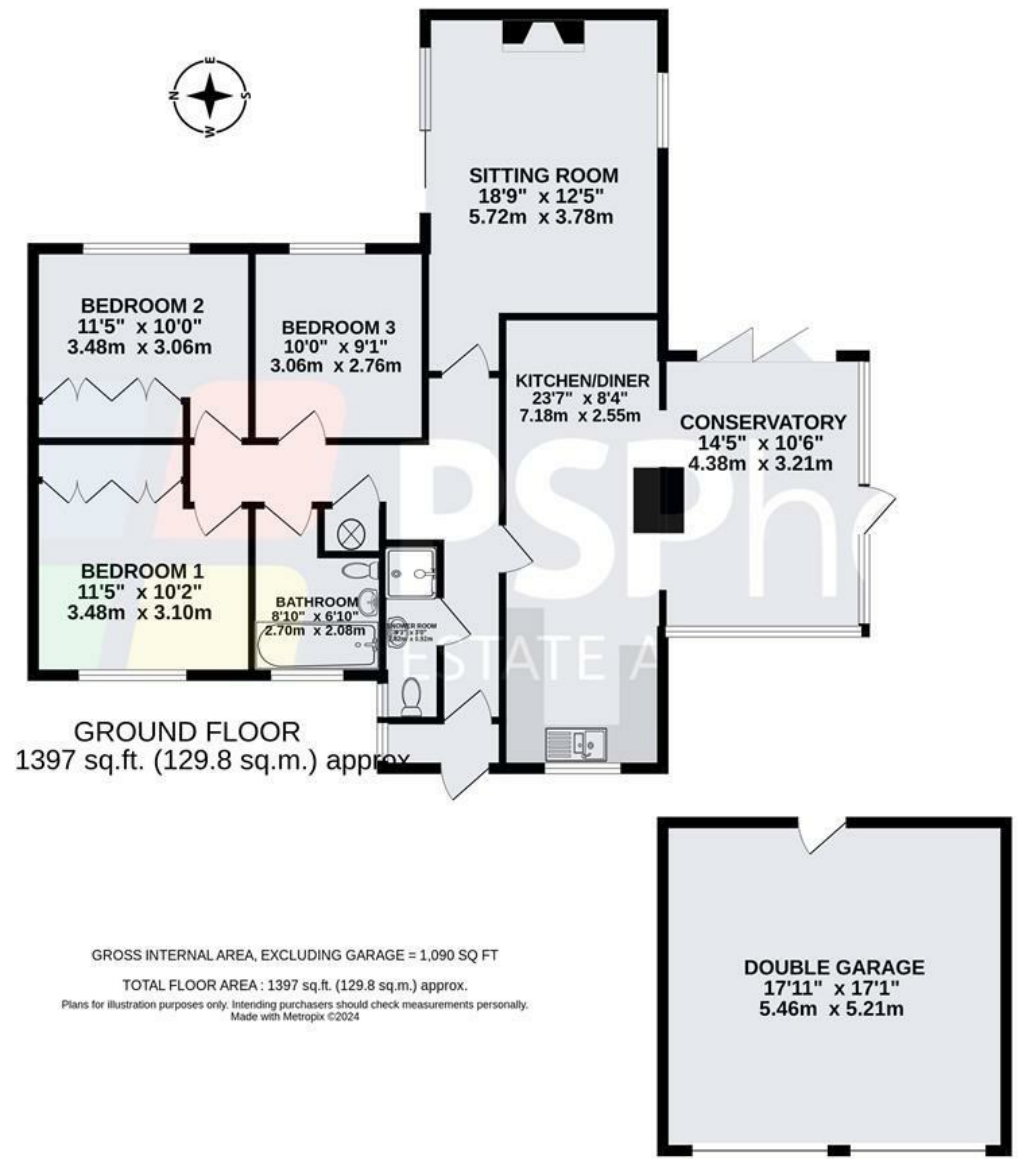 E
N
S
W
SITTING ROOM
18'9" x 12'5"
5.72m x 3.78m
BEDROOM 2
11'5" x 10'0"
3.48m x 3.06m
BEDROOM 3
10'0" x 9'1"
3.06m x 2.76m
KITCHEN/DINER
23'7" x 8'4"
7.18m x 2.55m
CONSERVATORY
14'5" x 10'6"
4.38m x 3.21m
PSPho
ESTATE A
BEDROOM 1
11'5" x 10'2"
3.48m x 3.10m
BATHROOM
8'10" x 6'10"
2.70m x 2.08m
SHOWER ROOM
GROUND FLOOR
1397 sq.ft. (129.8 sq.m.) approx.
DOUBLE GARAGE
17'11" x 17'1"
5.46m x 5.21m
GROSS INTERNAL AREA, EXCLUDING GARAGE = 1,090 SQ FT
TOTAL FLOOR AREA : 1397 sq.ft. (129.8 sq.m.) approx.
Plans for illustration purposes only. Intending purchasers should check measurements personally.
Made with Metropix ©2024